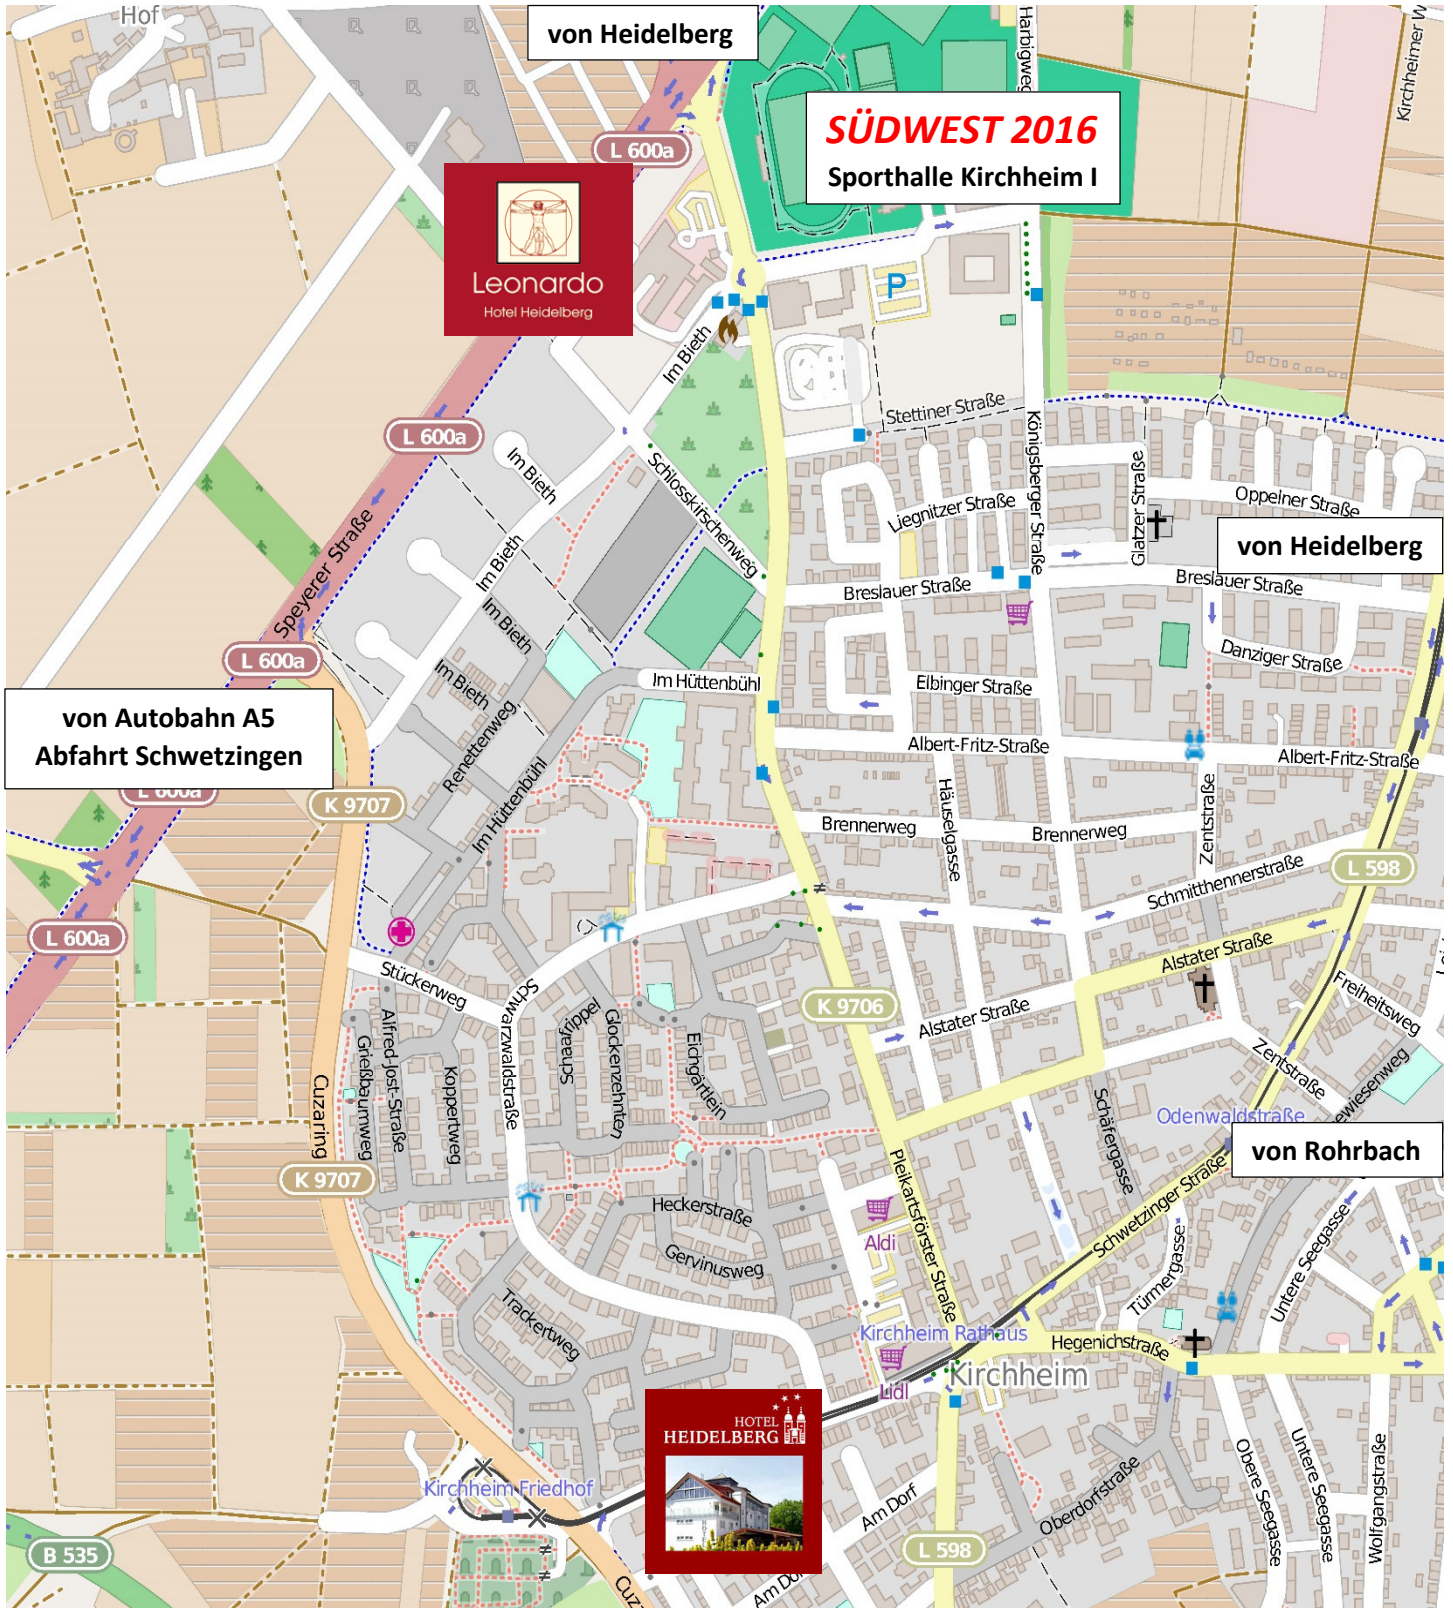 Hof
von Heidelberg
Harbigweg
Kirchheimer W
L 600a
SÜDWEST 2016
Sporthalle Kirchheim I
Leonardo
Hotel Heidelberg
P
Im Bieth
L 600a
Stettiner Straße
Königsberger Straße
Im Bieth
Schlosskirschenweg
Liegnitzer Straße
Glatzer Straße
Oppelner Straße
Speyerer Straße
Im Bieth
von Heidelberg
Breslauer Straße
Breslauer Straße
Im Bieth
L 600a
Im Bieth
Im Hüttenbühl
Elbinger Straße
Danziger Straße
von Autobahn A5
Abfahrt Schwetzingen
Renettenweg
Albert-Fritz-Straße
Albert-Fritz-Straße
L 600a
K 9707
Im Hüttenbühl
Häuselgasse
Brennerweg
Brennerweg
Zentstraße
L 598
Schmitthennerstraße
L 600a
Stückerweg
Schwarzwaldstraße
Alstater Straße
K 9706
Alstater Straße
Freiheitsweg
Alfred-Jost-Straße
Grießbaumweg
Koppertweg
Schnaefrippel
Glockenzehnten
Eichgärtlein
Cuzaring
Zentstraße
ewiesenweg
Schäfergasse
Odenwaldstraße
von Rohrbach
K 9707
Pleikartsförster Straße
Schwetzinger Straße
Heckerstraße
Aldi
Gervinusweg
Türmergasse
Untere Seegasse
Trackertweg
Kirchheim Rathaus
Hegenichstraße
Lidl
Kirchheim
HOTEL
HEIDELBERG
Kirchheim Friedhof
Am Dorf
Oberdorfstraße
Obere Seegasse
Untere Seegasse
Wolfgangstraße
B 535
L 598
Am Dorf
Cuz